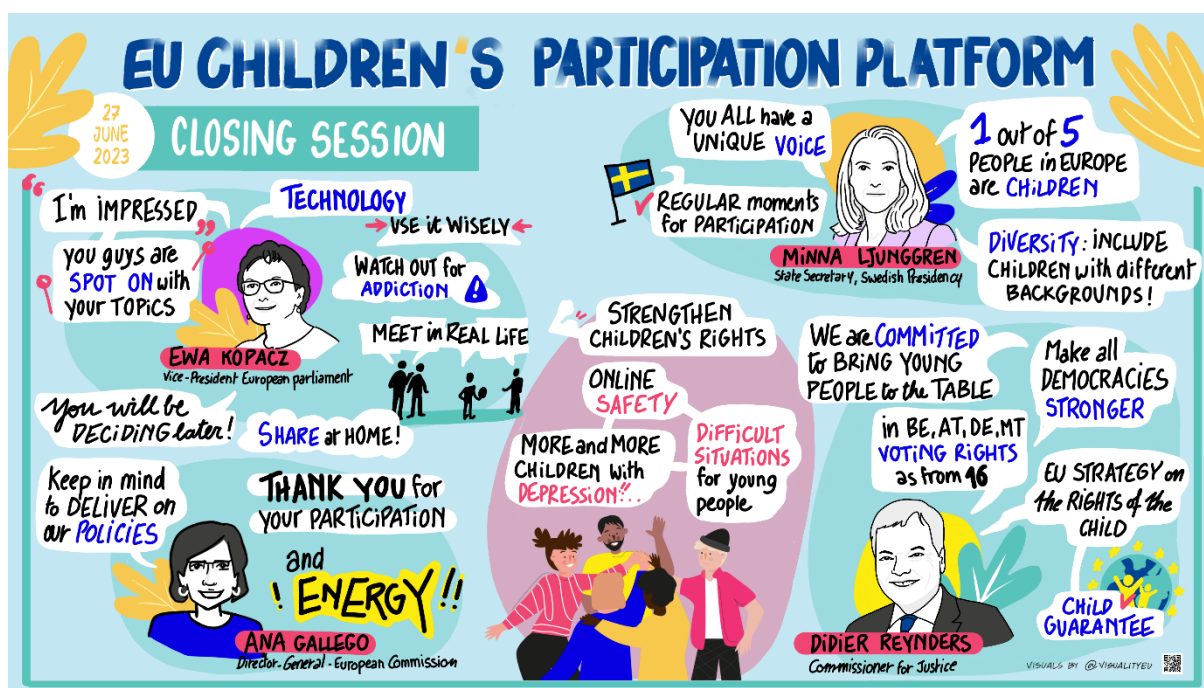 EU CHILDREN'S PARTICIPATION PLATFORM
27
JUNE
2023
CLOSING SESSION
I'm IMPRESSED
you guys are
SPOT ON with
your TOPICS
TECHNOLOGY
USE it WISELY
WATCH OUT for
ADDICTION
MEET in REAL LIFE
EWA KOPACZ
Vice-President European parliament
You will be
DECIDING later!
SHARE at HOME!
Keep in mind
to DELIVER on
our POLICIES
THANK YOU for
your PARTICIPATION
and
! ENERGY!!
ANA GALLEGO
Director-General-European Commission
STRENGTHEN
CHILDREN'S RIGHTS
ONLINE
SAFETY
MORE and MORE
CHILDREN with
DEPRESSION!!..
DIFFICULT
SITUATIONS
for young
people
YOU ALL have a
UNIQUE VOICE
REGULAR moments
for PARTICIPATION
MINNA LJUNGGREN
State Secretary, Swedish Presidency
1 out of 5
PEOPLE in EUROPE
are CHILDREN
DIVERSITY: INCLUDE
CHILDREN with different
BACKGROUNDS!
WE are COMMITTED
to BRING YOUNG
PEOPLE to the TABLE
Make all
DEMOCRACIES
STRONGER
in BE, AT, DE, MT
VOTING RIGHTS
as from 16
EU STRATEGY on
the RIGHTS of the
CHILD
CHILD
GUARANTEE
DIDIER REYNDERS
Commissioner for Justice
VISUALS BY @VISUALITYEU